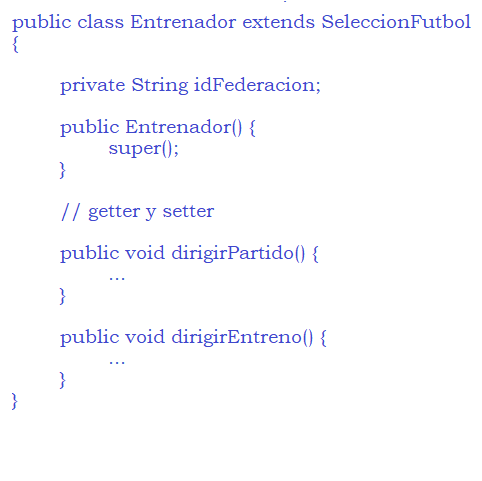 public class Entrenador extends SeleccionFutbol
{
private String idFederacion;
public Entrenador() {
super();
}
// getter y setter
public void dirigirPartido() {
...
}
public void dirigirEntreno() {
...
}
}